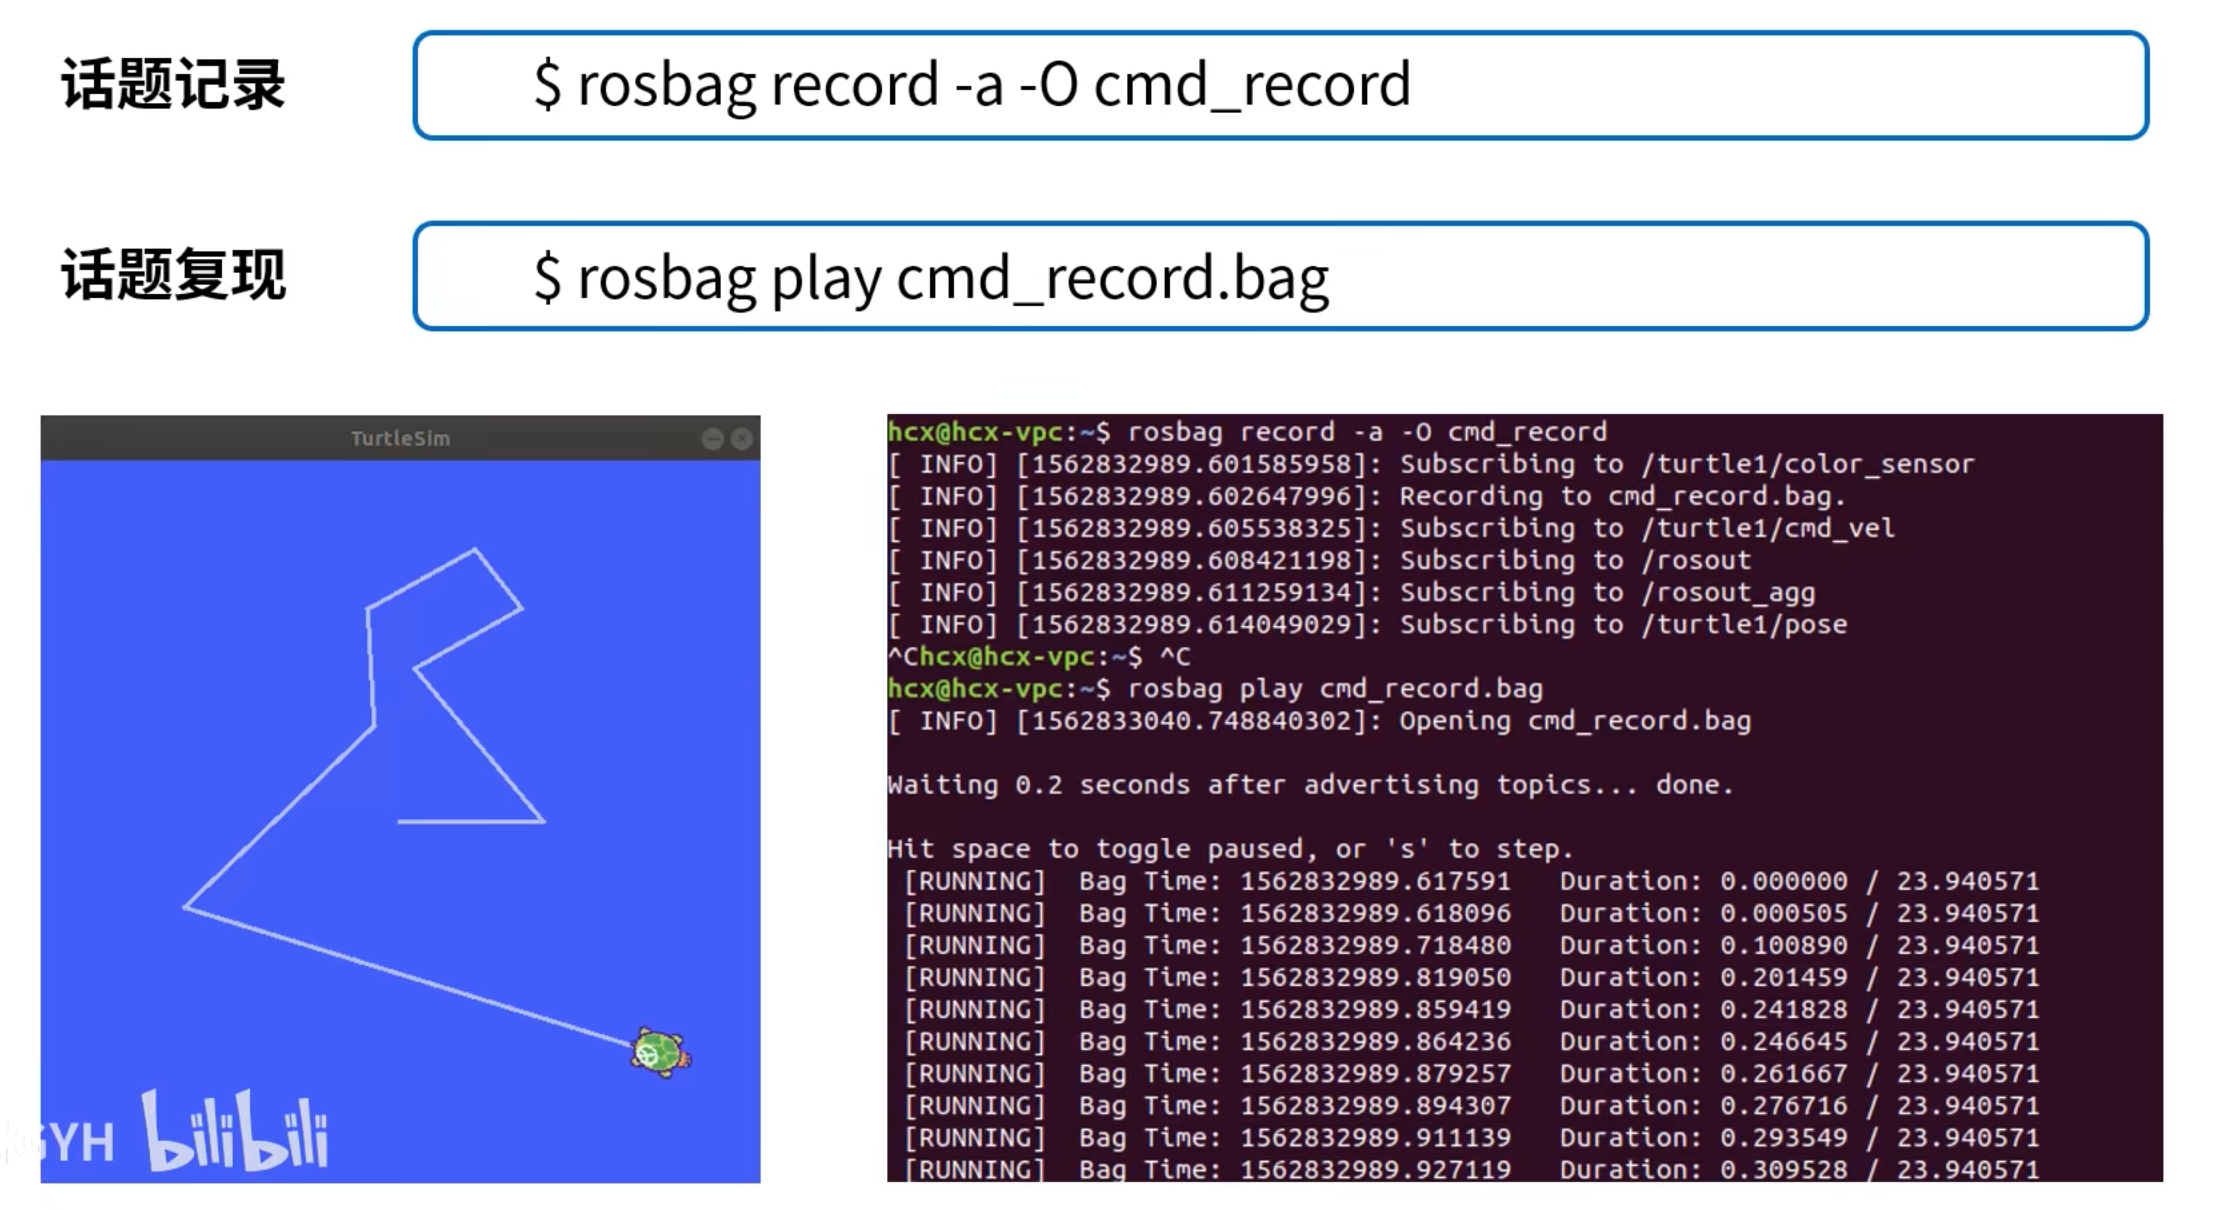 话题记录
$ rosbag record -a -O cmd_record
话题复现
$ rosbag play cmd_record.bag
TurtleSim
GYH bilibili
hcx@hcx-vpc:~$ rosbag record -a -O cmd_record
[ INFO] [1562832989.601585958]: Subscribing to /turtle1/color_sensor
[ INFO] [1562832989.602647996]: Recording to cmd_record.bag.
[ INFO] [1562832989.605538325]: Subscribing to /turtle1/cmd_vel
[ INFO] [1562832989.608421198]: Subscribing to /rosout
[ INFO] [1562832989.611259134]: Subscribing to /rosout_agg
[ INFO] [1562832989.614049029]: Subscribing to /turtle1/pose
^Chcx@hcx-vpc:~$ ^C
hcx@hcx-vpc:~$ rosbag play cmd_record.bag
[ INFO] [1562833040.748840302]: Opening cmd_record.bag
Waiting 0.2 seconds after advertising topics... done.
Hit space to toggle paused, or 's' to step.
[RUNNING] Bag Time: 1562832989.617591 Duration: 0.000000 / 23.940571
[RUNNING] Bag Time: 1562832989.618096 Duration: 0.000505 / 23.940571
[RUNNING] Bag Time: 1562832989.718480 Duration: 0.100890 / 23.940571
[RUNNING] Bag Time: 1562832989.819050 Duration: 0.201459 / 23.940571
[RUNNING] Bag Time: 1562832989.859419 Duration: 0.241828 / 23.940571
[RUNNING] Bag Time: 1562832989.864236 Duration: 0.246645 / 23.940571
[RUNNING] Bag Time: 1562832989.879257 Duration: 0.261667 / 23.940571
[RUNNING] Bag Time: 1562832989.894307 Duration: 0.276716 / 23.940571
[RUNNING] Bag Time: 1562832989.911139 Duration: 0.293549 / 23.940571
[RUNNING] Bag Time: 1562832989.927119 Duration: 0.309528 / 23.940571